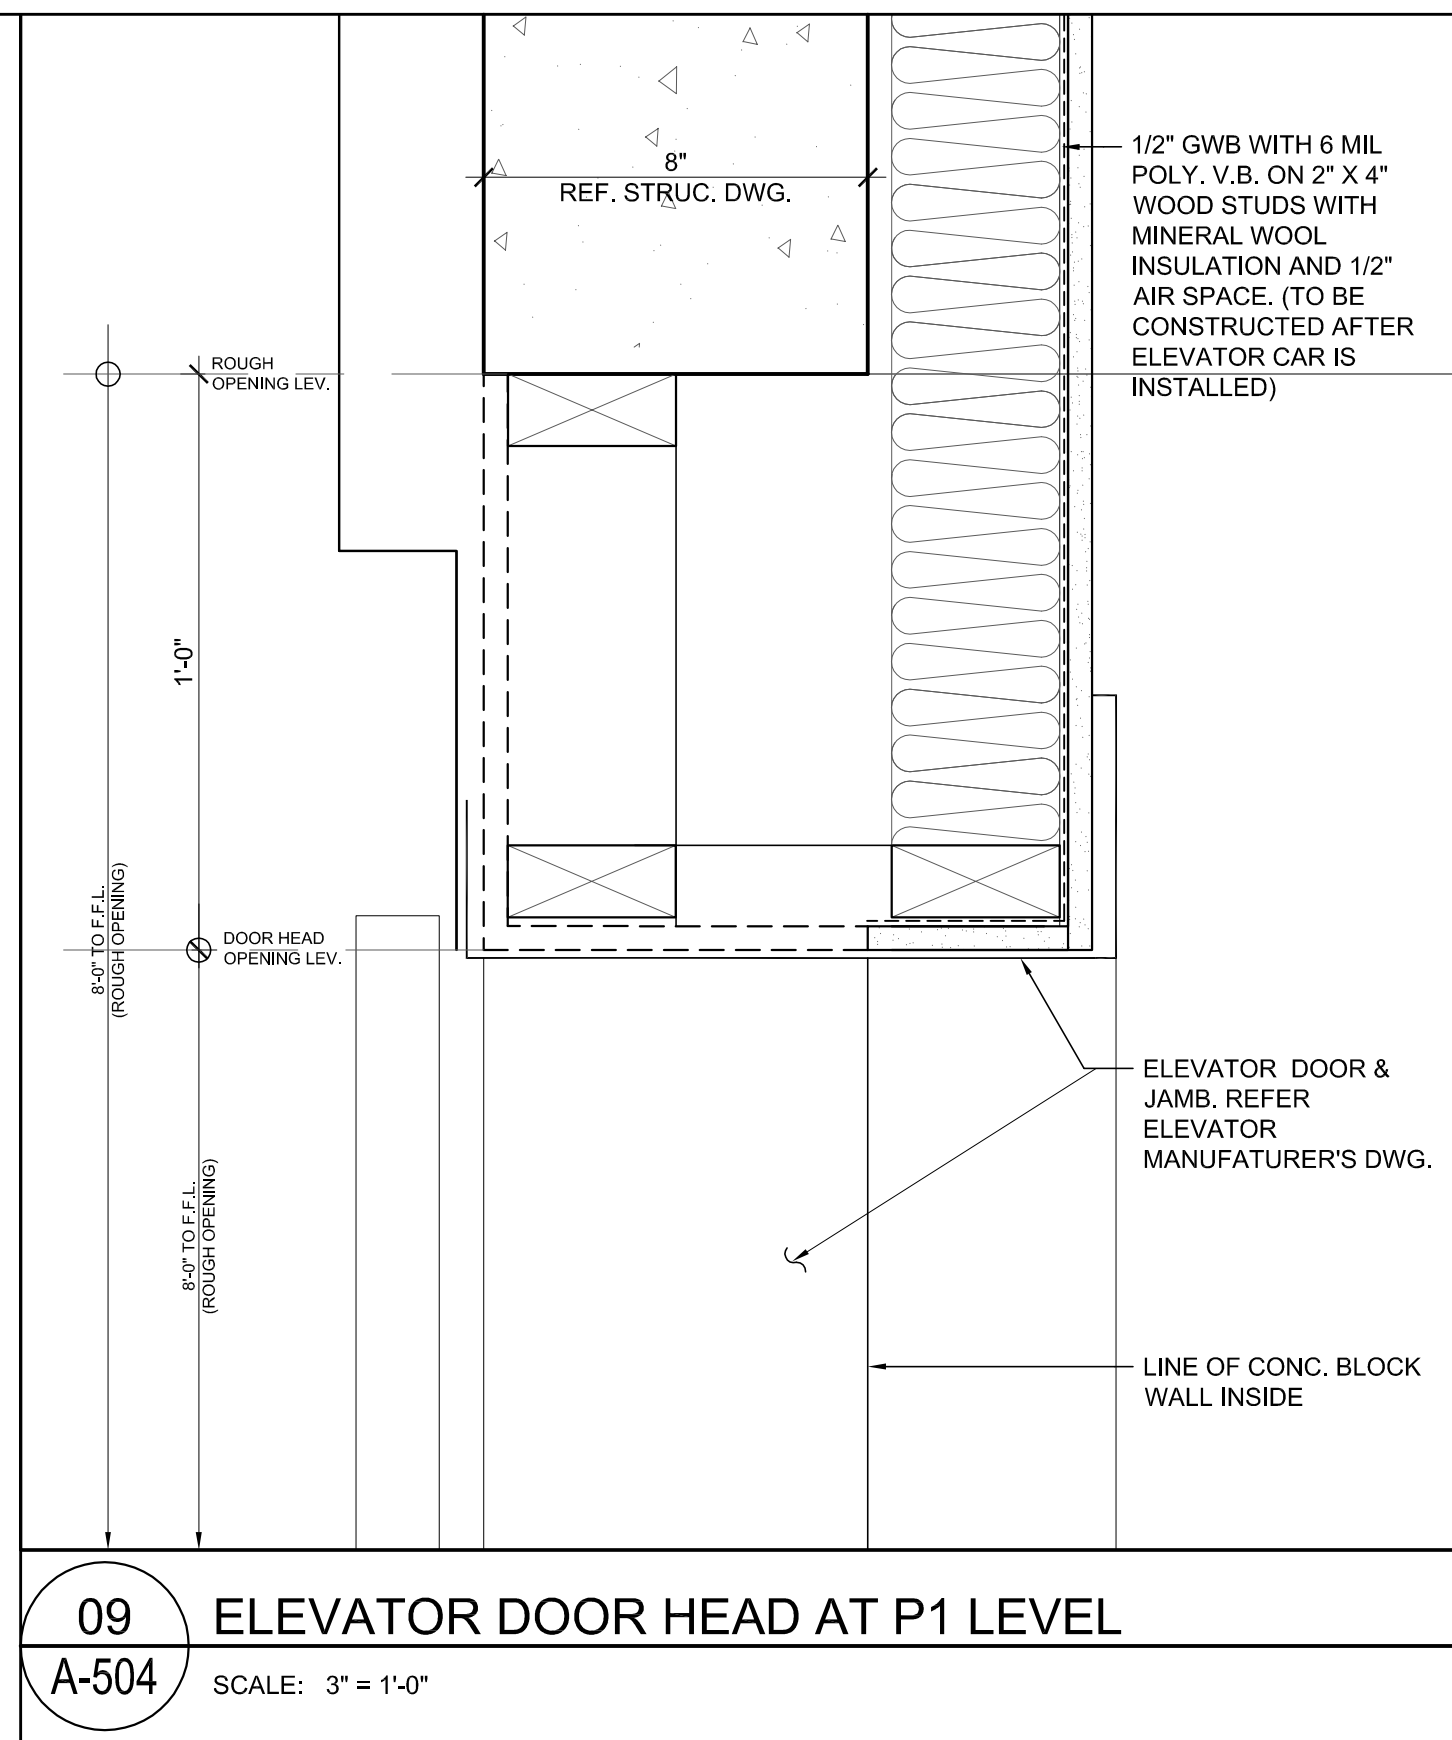 8"
REF. STRUC. DWG.
1/2" GWB WITH 6 MIL
POLY. V.B. ON 2" X 4"
WOOD STUDS WITH
MINERAL WOOL
INSULATION AND 1/2"
AIR SPACE. (TO BE
CONSTRUCTED AFTER
ELEVATOR CAR IS
INSTALLED)
ROUGH
OPENING LEV.
1'-0"
8'-0" TO F.F.L.
(ROUGH OPENING)
DOOR HEAD
OPENING LEV.
8'-0" TO F.F.L.
(ROUGH OPENING)
ELEVATOR DOOR &
JAMB. REFER
ELEVATOR
MANUFATURER'S DWG.
LINE OF CONC. BLOCK
WALL INSIDE
09
A-504
ELEVATOR DOOR HEAD AT P1 LEVEL
SCALE: 3" = 1'-0"